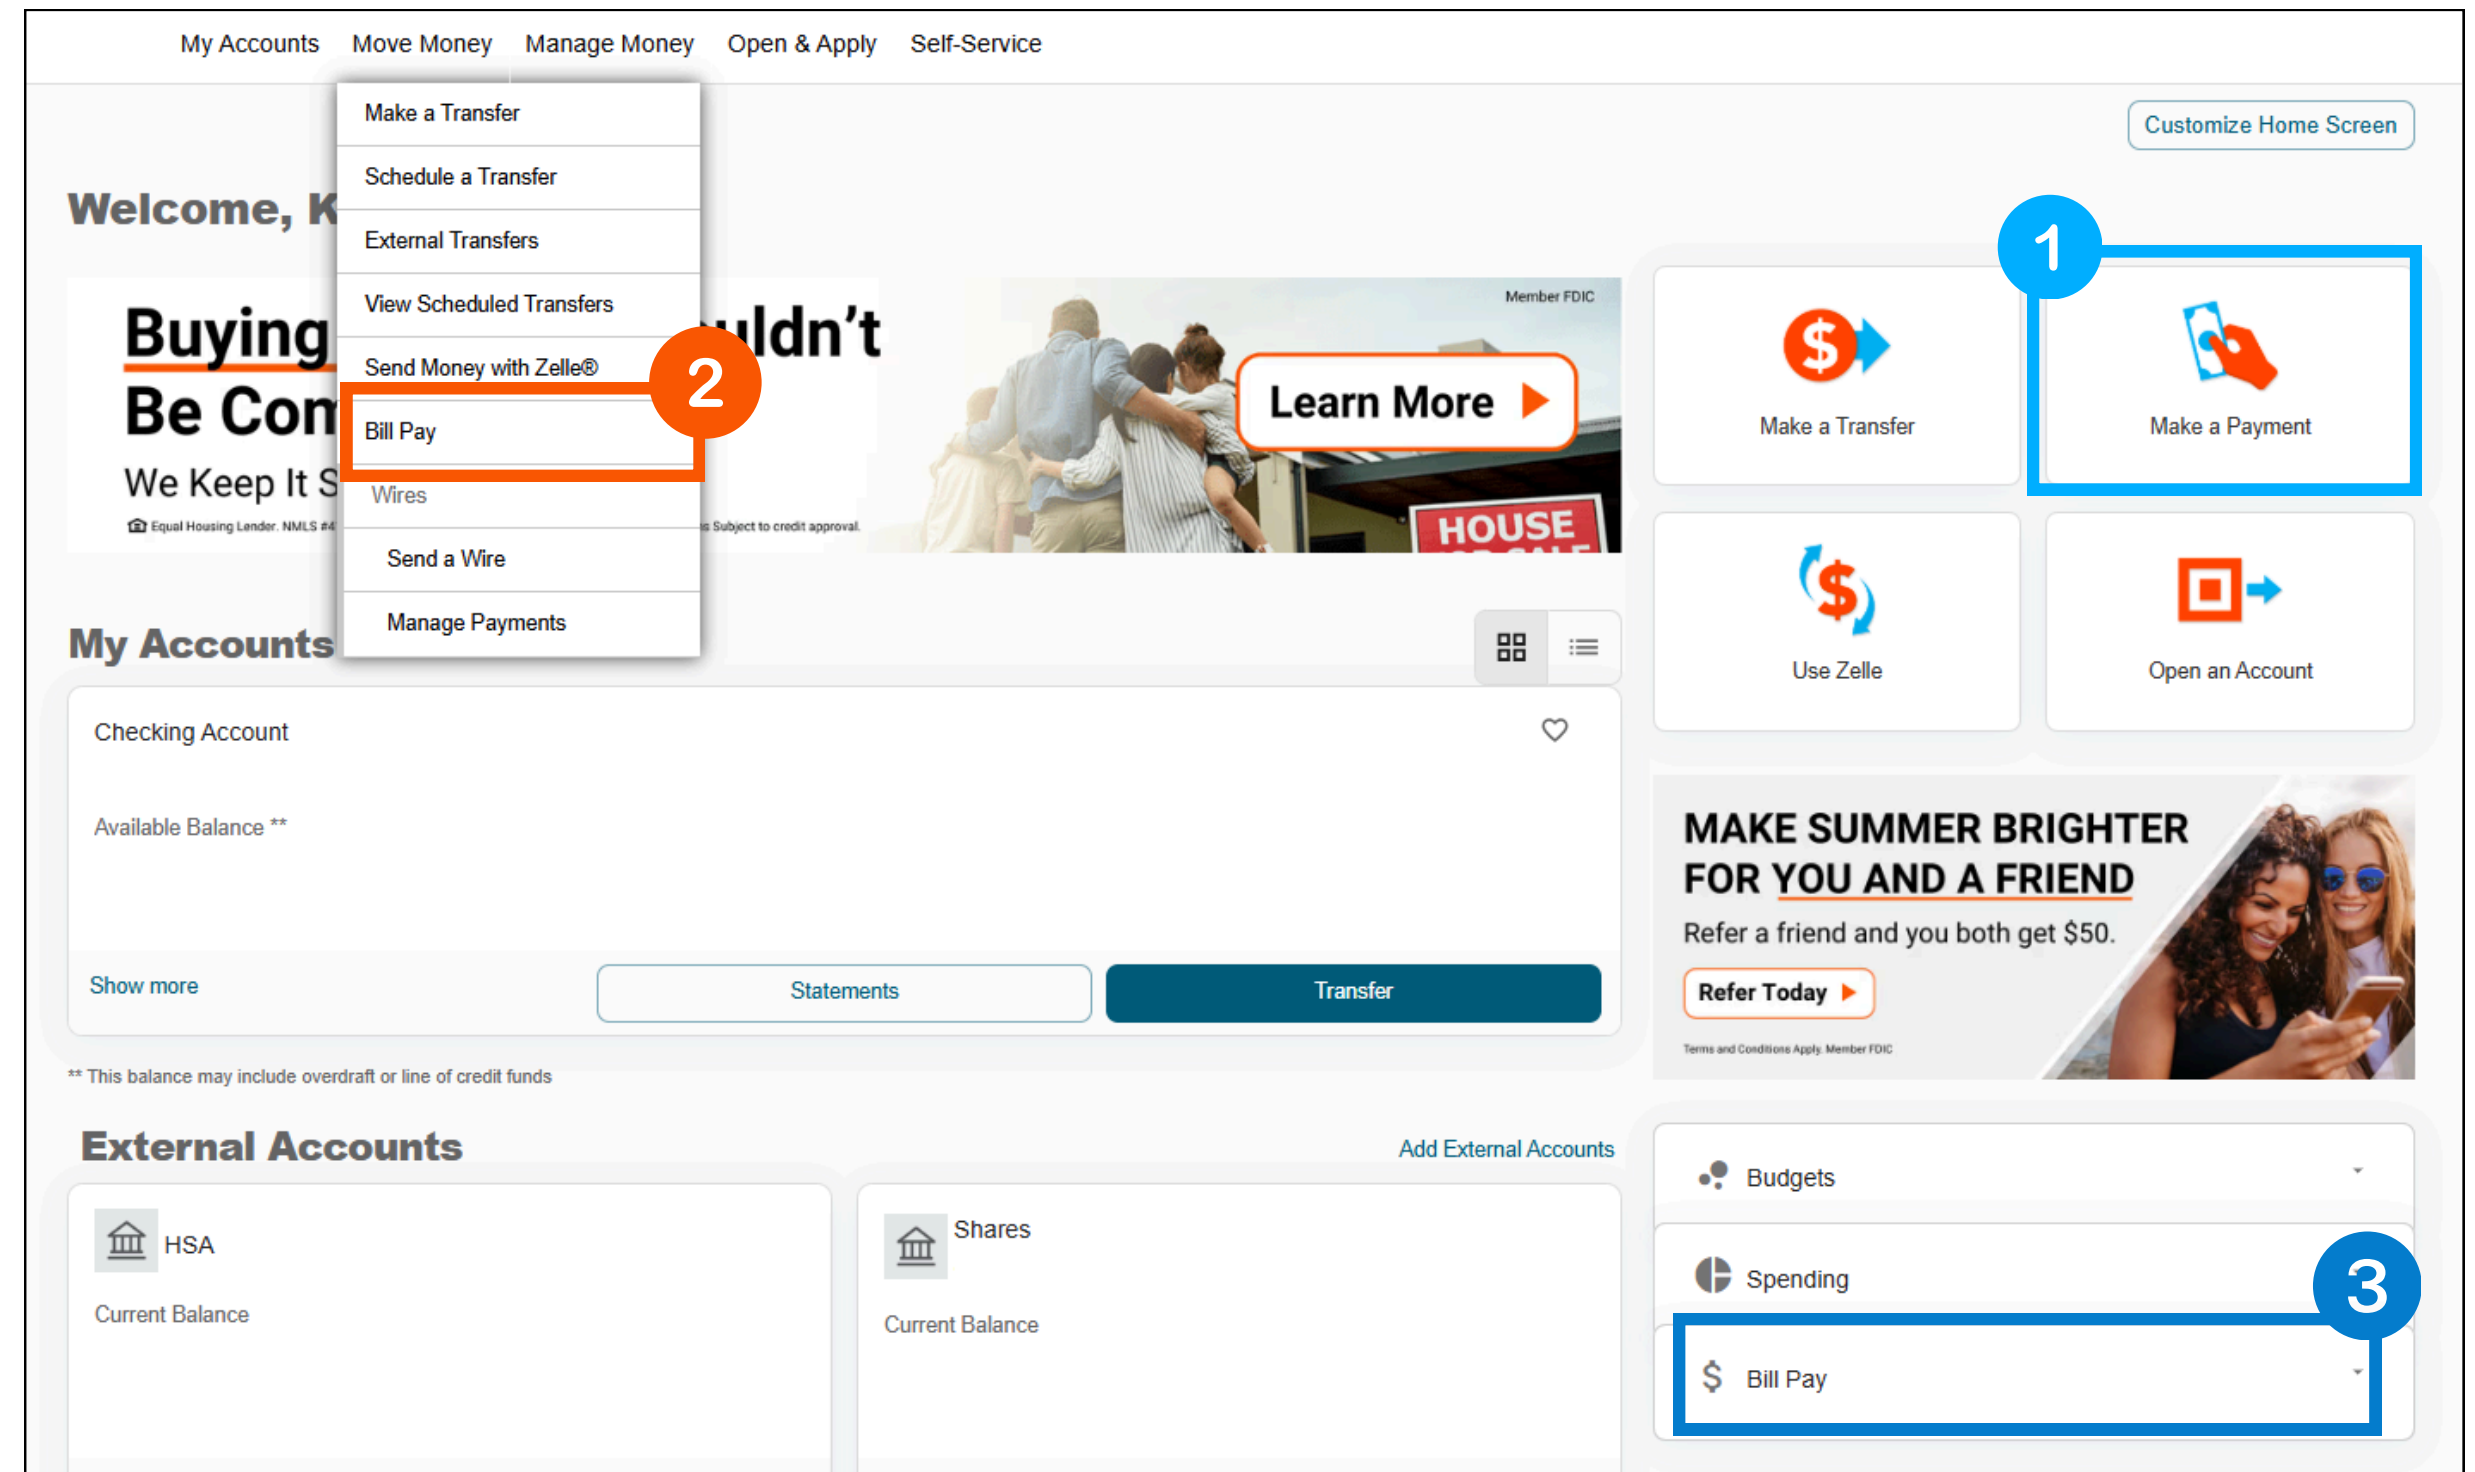 My Accounts Move Money Manage Money Open & Apply Self-Service
Make a Transfer
Schedule a Transfer
External Transfers
View Scheduled Transfers
Send Money with Zelle®
2
Bill Pay
Wires
Send a Wire
Manage Payments
Customize Home Screen
Welcome, K
Buying uldn't
Be Com
We Keep It S
Equal Housing Lender. NMLS #4 Subject to credit approval.
Member FDIC
Learn More
HOUSE
FOR SALE
1
Make a Transfer
Make a Payment
Use Zelle
Open an Account
My Accounts
Checking Account
Available Balance **
Show more
Statements
Transfer
** This balance may include overdraft or line of credit funds
MAKE SUMMER BRIGHTER
FOR YOU AND A FRIEND
Refer a friend and you both get $50.
Refer Today
Terms and Conditions Apply. Member FDIC
External Accounts
Add External Accounts
HSA
Current Balance
Shares
Current Balance
Budgets
Spending
3
$ Bill Pay